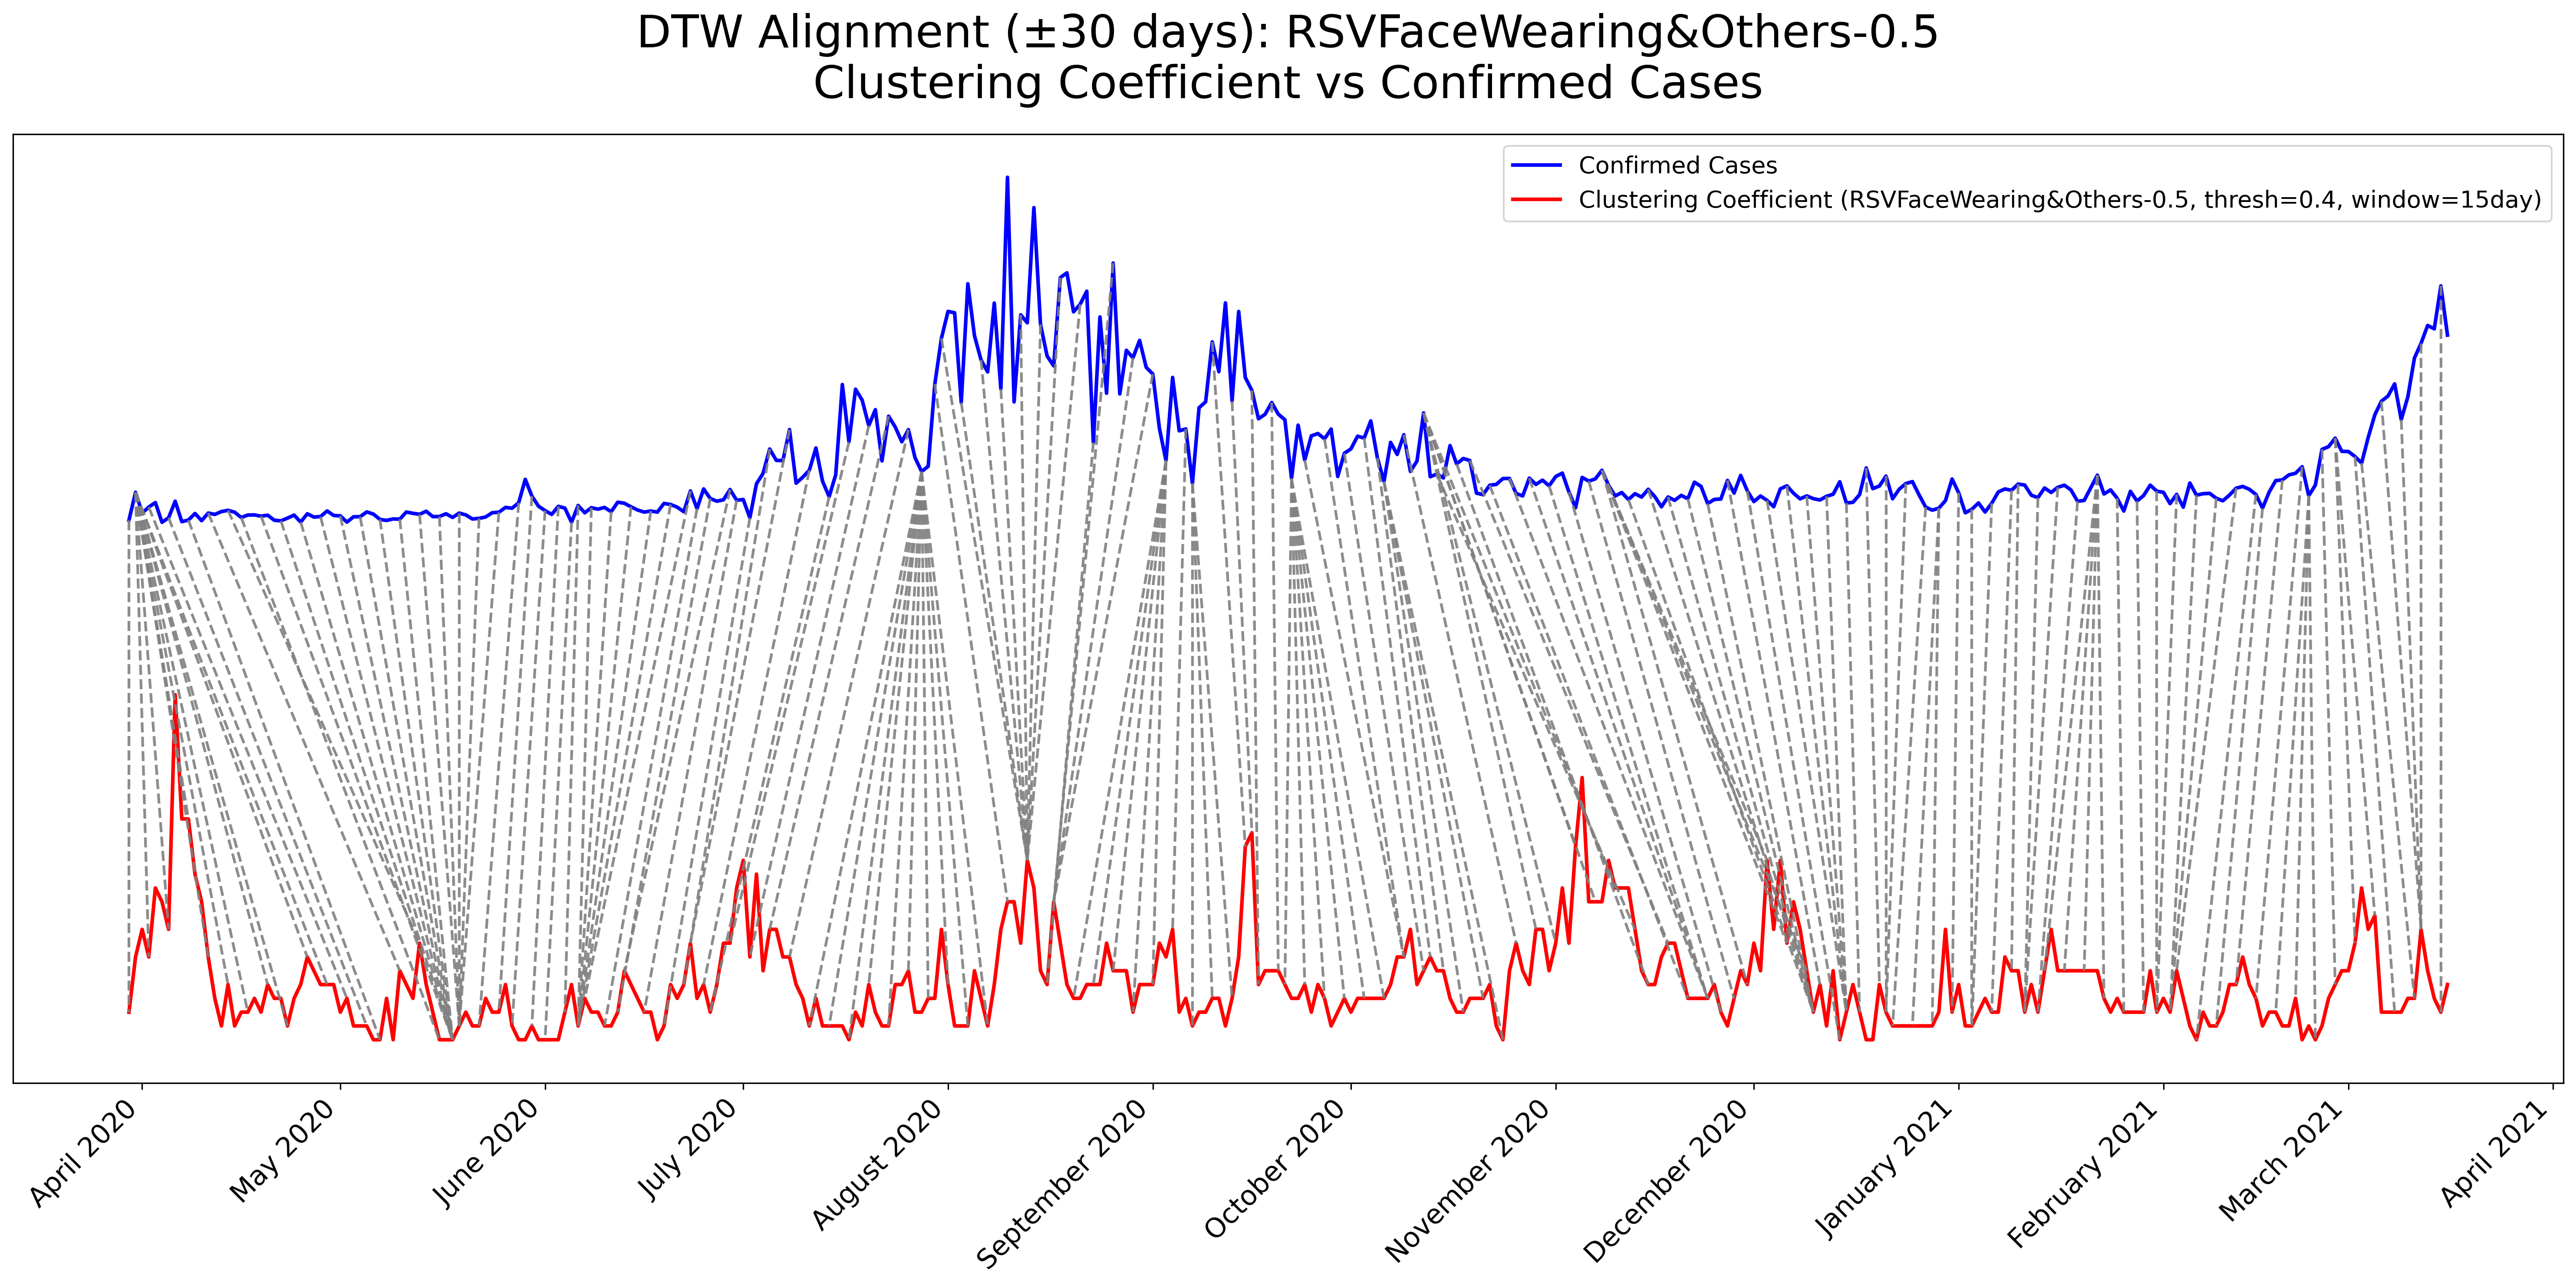 DTW Alignment (±30 days): RSVFaceWearing&Others-0.5
Clustering Coefficient vs Confirmed Cases
Confirmed Cases
Clustering Coefficient (RSVFaceWearing&Others-0.5, thresh=0.4, window=15day)
April 2020
May 2020
June 2020
July 2020
August 2020
September 2020
October 2020
November 2020
December 2020
January 2021
February 2021
March 2021
April 2021